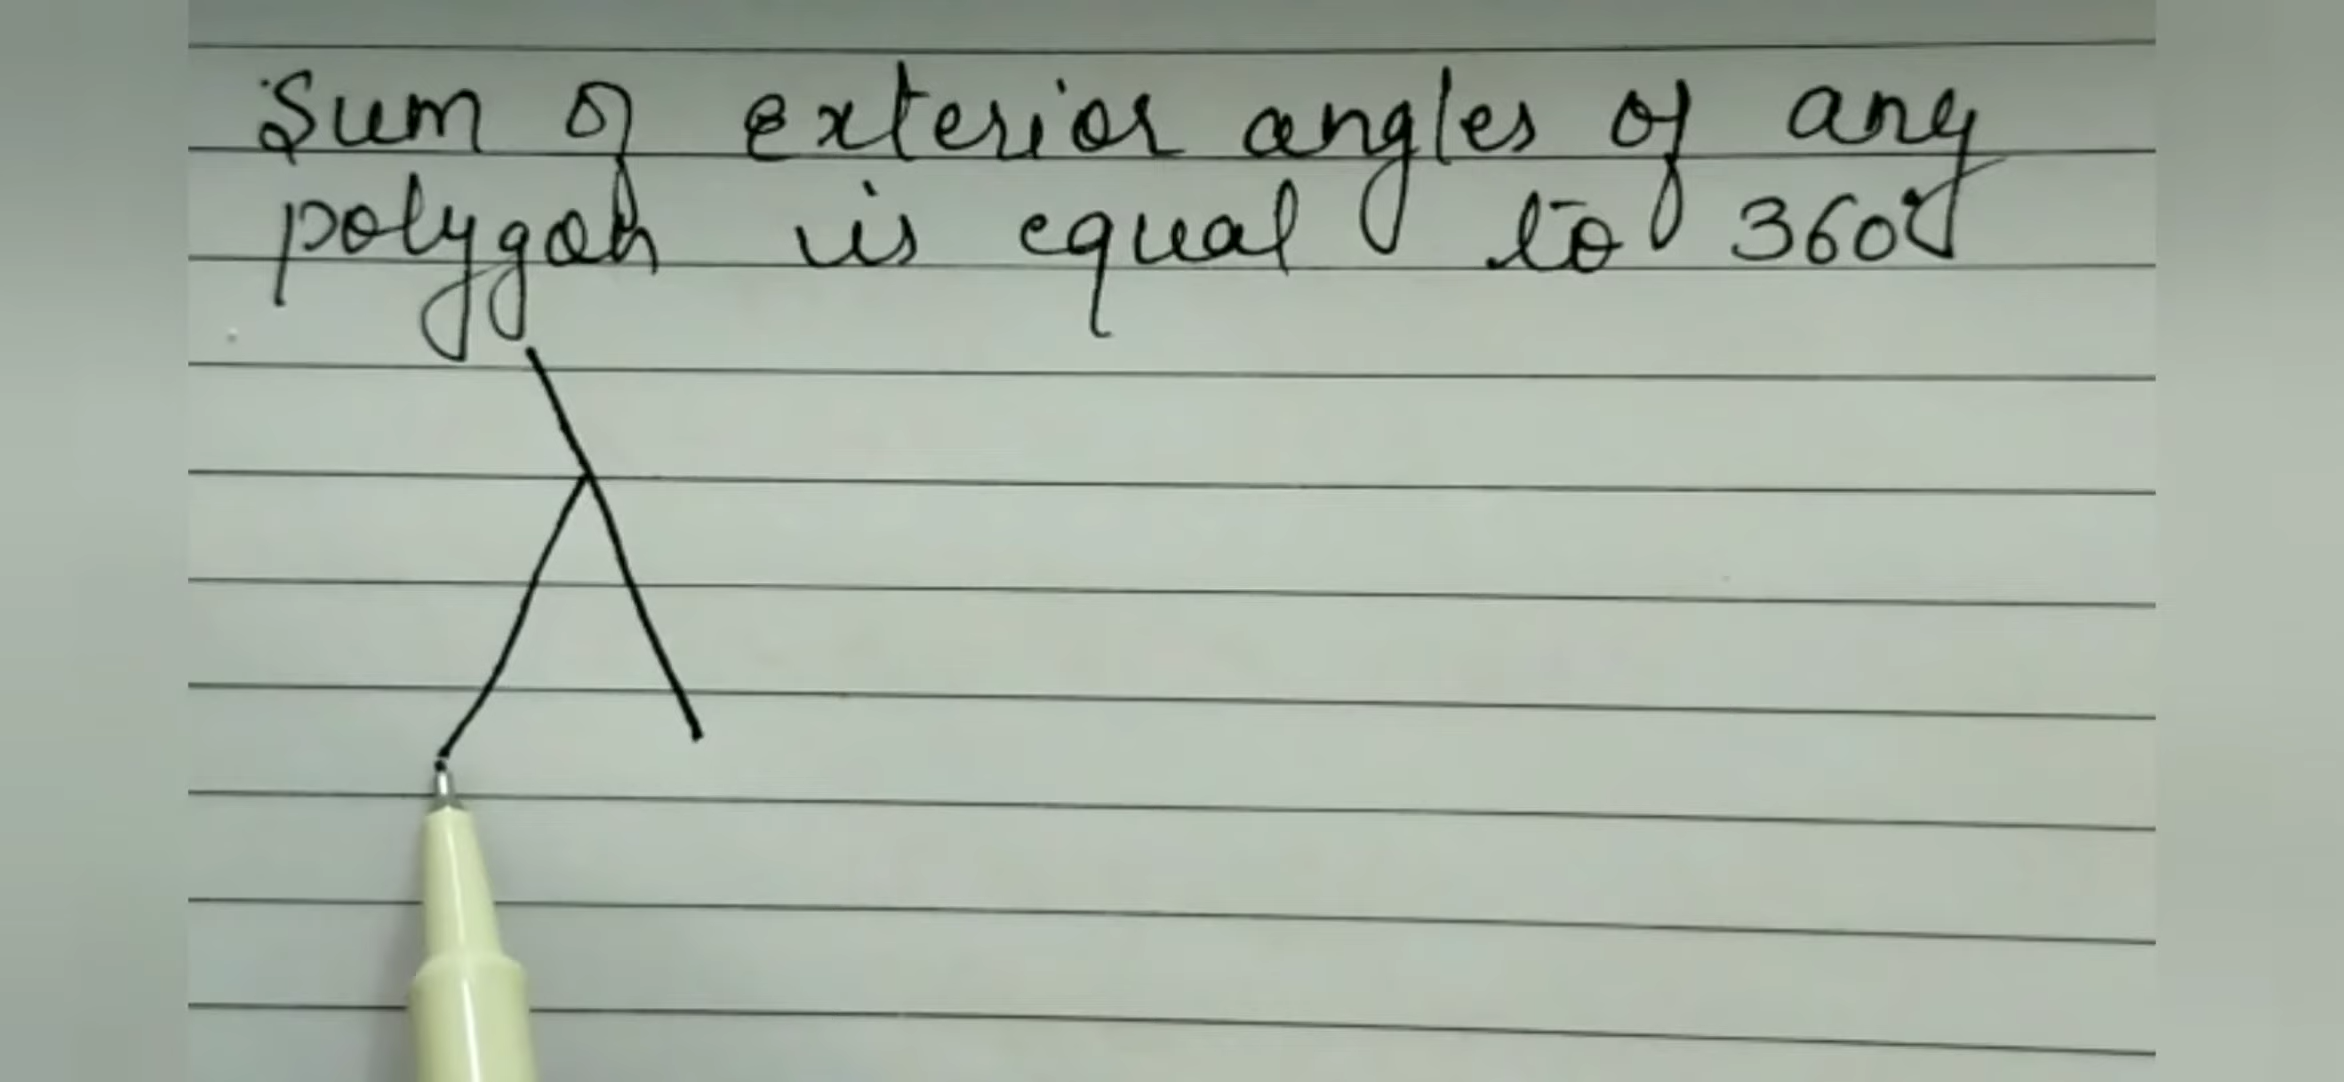 Sum of exterior angles of any
polygon is equal to 360°